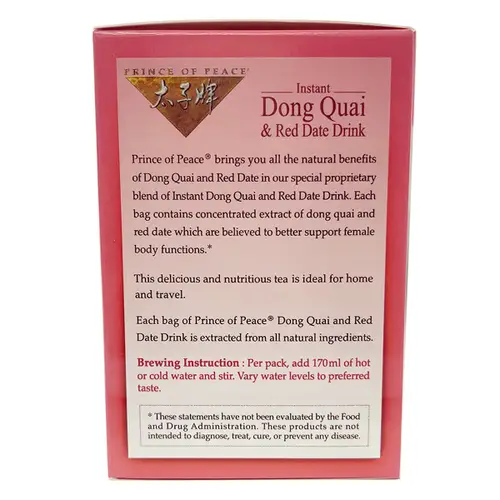 PRINCE OF PEACE®
太子牌
Instant
Dong Quai
& Red Date Drink
Prince of Peace® brings you all the natural benefits
of Dong Quai and Red Date in our special proprietary
blend of Instant Dong Quai and Red Date Drink. Each
bag contains concentrated extract of dong quai and
red date which are believed to better support female
body functions.*
This delicious and nutritious tea is ideal for home
and travel.
Each bag of Prince of Peace® Dong Quai and Red
Date Drink is extracted from all natural ingredients.
Brewing Instruction : Per pack, add 170ml of hot
or cold water and stir. Vary water levels to preferred
taste.
* These statements have not been evaluated by the Food
and Drug Administration. These products are not
intended to diagnose, treat, cure, or prevent any disease.